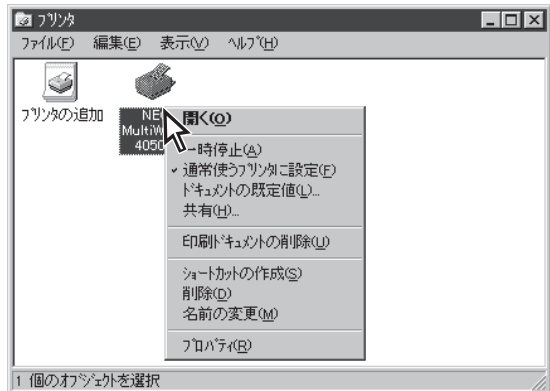 プリンタ
ファイル(F) 編集(E) 表示(V) ヘルプ(H)
プリンタの追加
NE
MultiW
4050
開く(O)
一時停止(A)
✓通常使うプリンタに設定(F)
ドキュメントの既定値(L)...
共有(H)...
印刷ドキュメントの削除(U)
ショートカットの作成(S)
削除(D)
名前の変更(M)
プロパティ(R)
1 個のオブジェクトを選択